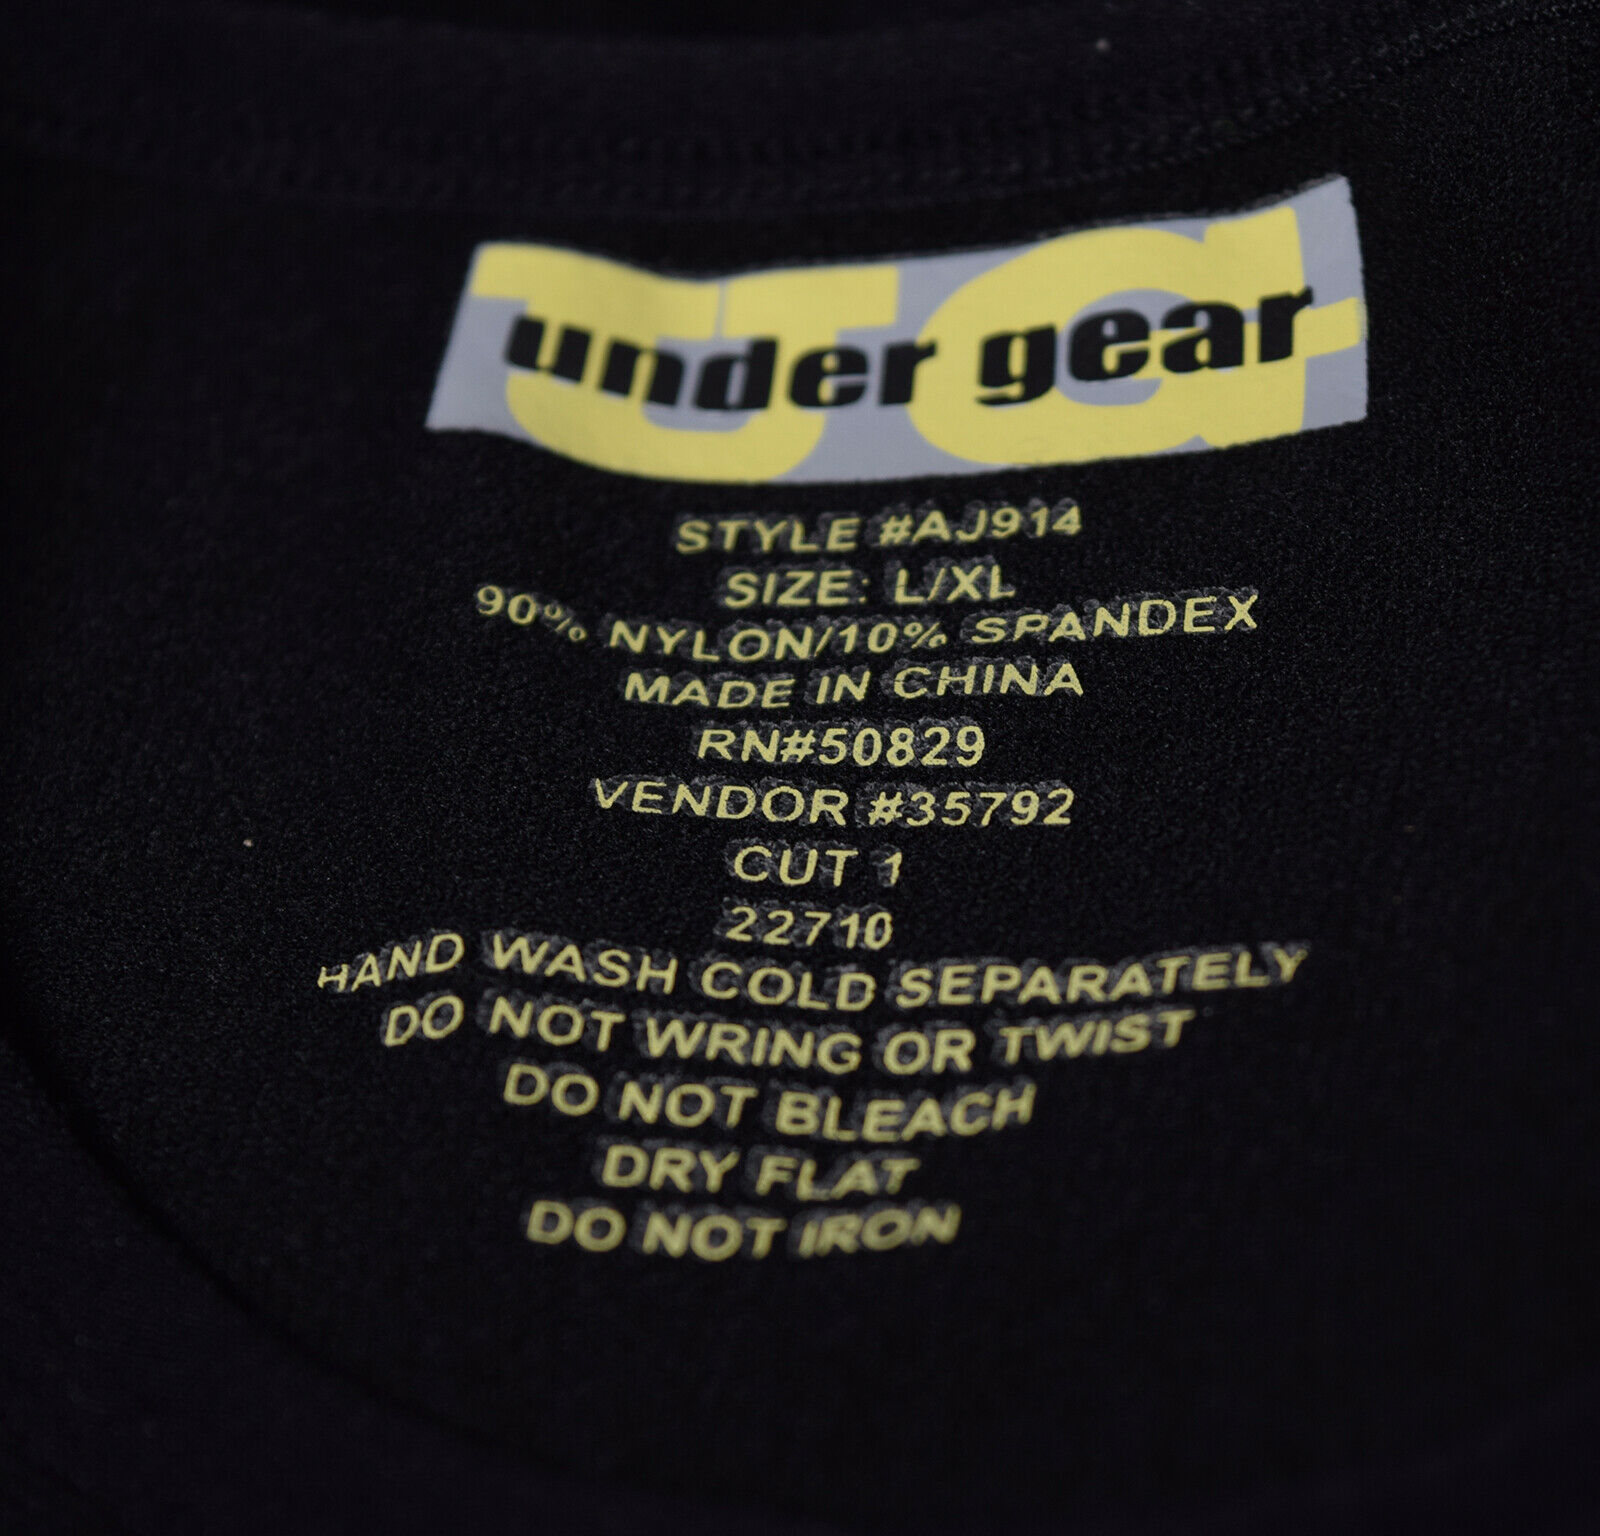 UG
under gear
STYLE #AJ914
SIZE: L/XL
90% NYLON/10% SPANDEX
MADE IN CHINA
RN#50829
VENDOR #35792
CUT 1
22710
HAND WASH COLD SEPARATELY
DO NOT WRING OR TWIST
DO NOT BLEACH
DRY FLAT
DO NOT IRON